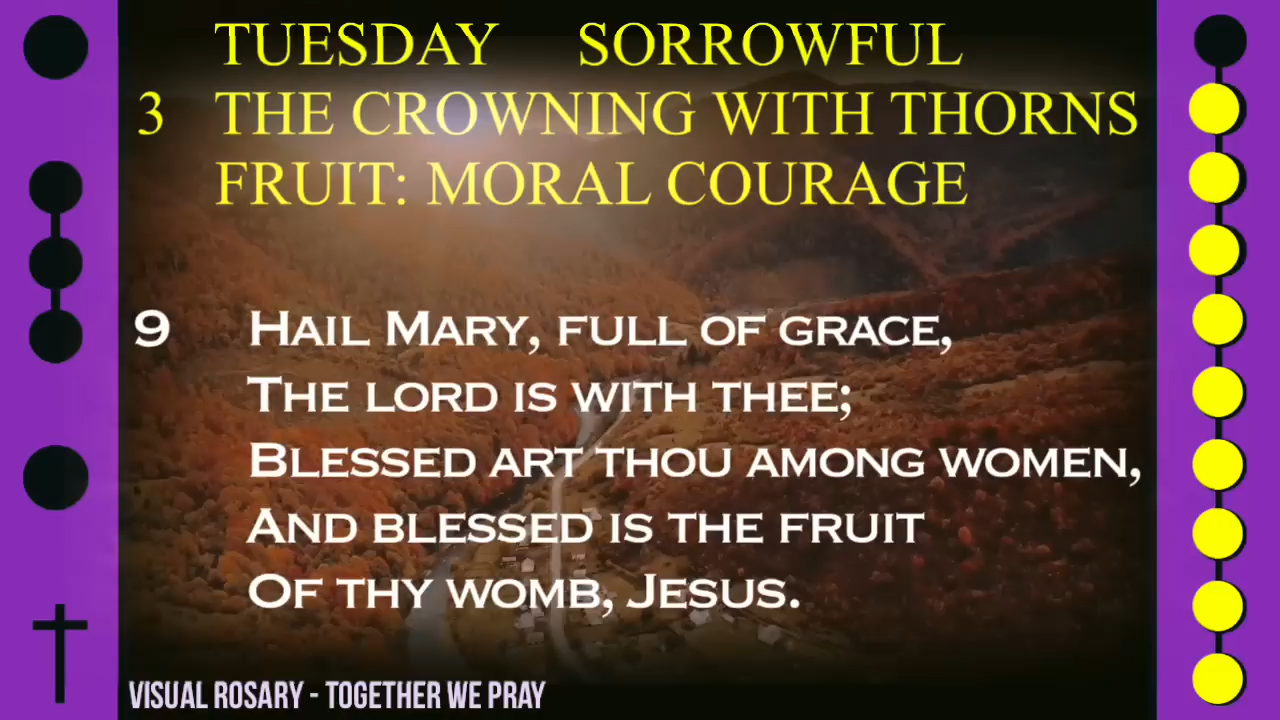 TUESDAY SORROWFUL
3 THE CROWNING WITH THORNS
FRUIT: MORAL COURAGE
9 HAIL MARY, FULL OF GRACE,
THE LORD IS WITH THEE;
BLESSED ART THOU AMONG WOMEN,
AND BLESSED IS THE FRUIT
OF THY WOMB, JESUS.
VISUAL ROSARY - TOGETHER WE PRAY